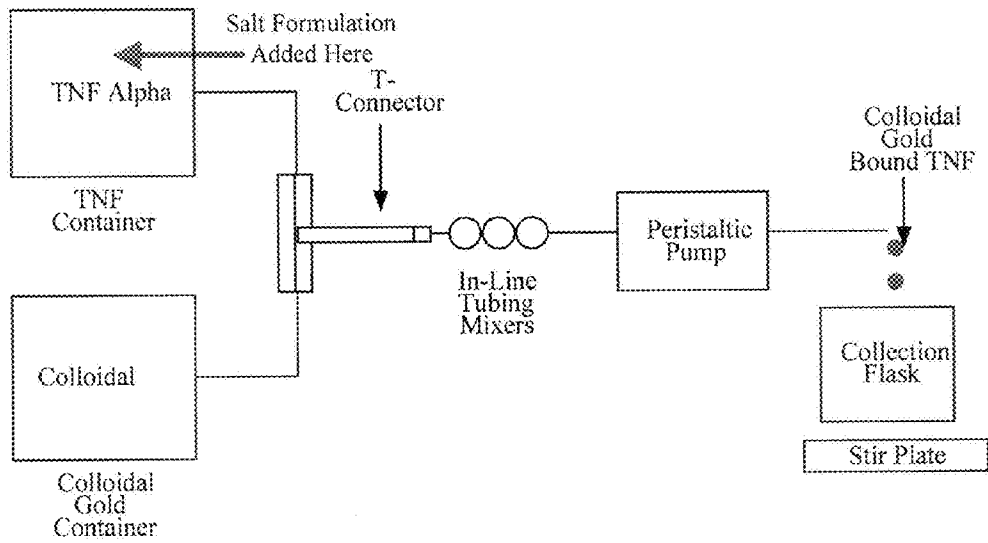 Salt Formulation
Added Here
TNF Alpha
TNF
Container
T-
Connector
Colloidal
Gold
Bound TNF
In-Line
Tubing
Mixers
Peristaltic
Pump
Colloidal
Colloidal
Gold
Container
Collection
Flask
Stir Plate